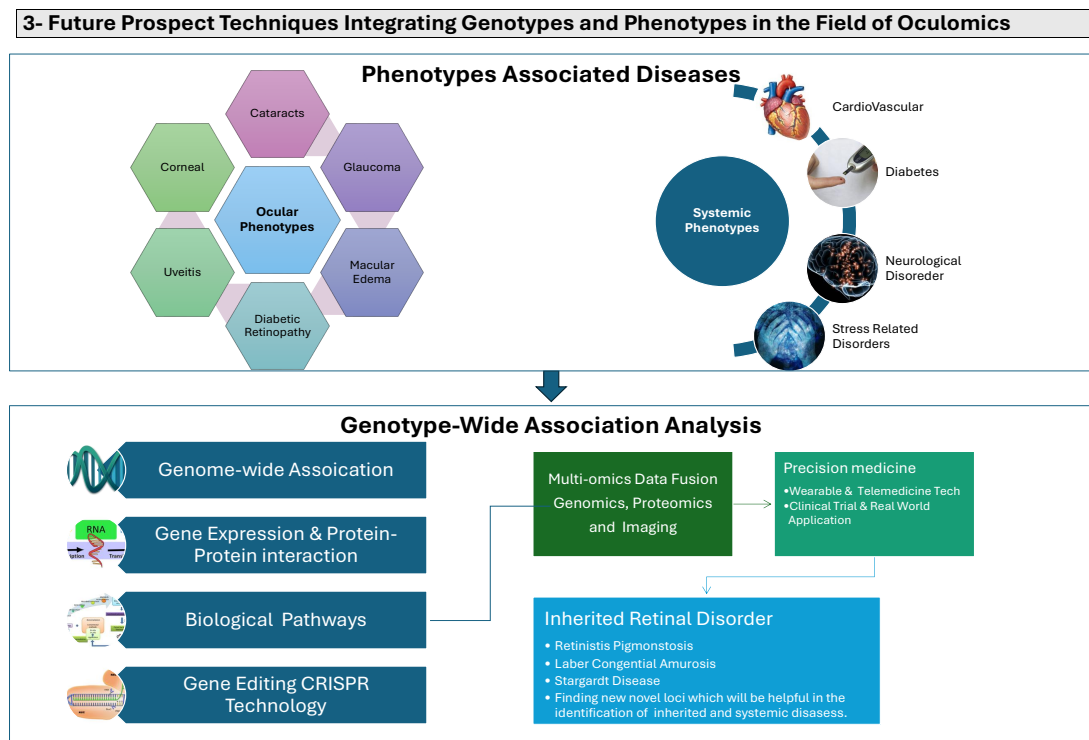 3- Future Prospect Techniques Integrating Genotypes and Phenotypes in the Field of Oculomics
Phenotypes Associated Diseases
Cataracts
Corneal
Glaucoma
Ocular
Phenotypes
Uveitis
Macular
Edema
Diabetic
Retinopathy
CardioVascular
Diabetes
Systemic
Phenotypes
Neurological
Disoreder
Stress Related
Disorders
Genotype-Wide Association Analysis
Genome-wide Assoication
RNA
Gene Expression & Protein-
Protein interaction
Biological Pathways
Gene Editing CRISPR
Technology
Multi-omics Data Fusion
Genomics, Proteomics
and Imaging
Precision medicine
•Wearable & Telemedicine Tech
•Clinical Trial & Real World
Application
Inherited Retinal Disorder
• Retinistis Pigmonstosis
• Laber Congential Amurosis
• Stargardt Disease
• Finding new novel loci which will be helpful in the
identification of inherited and systemic disasess.